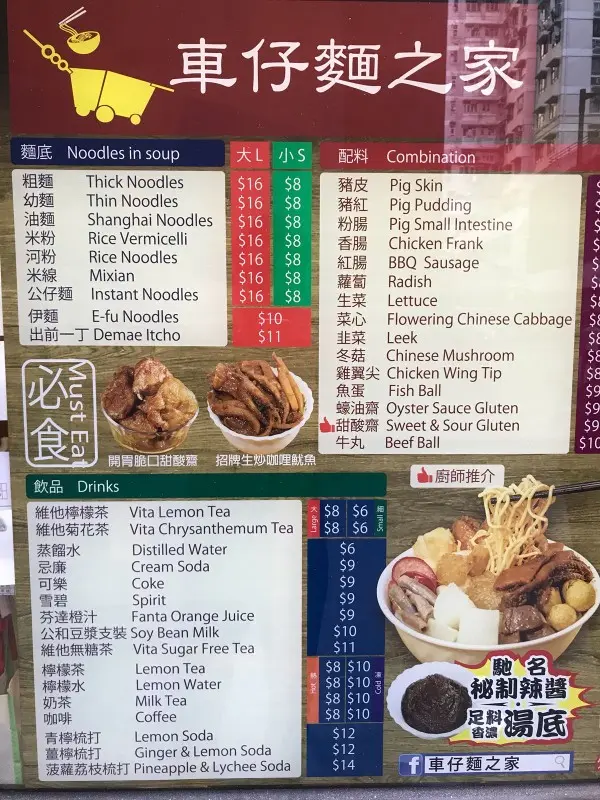 車仔麵之家
麵底 Noodles in soup 大 L 小 S
粗麵 Thick Noodles $16 $8
幼麵 Thin Noodles $16 $8
油麵 Shanghai Noodles $16 $8
米粉 Rice Vermicelli $16 $8
河粉 Rice Noodles $16 $8
米線 Mixian $16 $8
公仔麵 Instant Noodles $16 $8
伊麵 E-fu Noodles $10
出前一丁 Demae Itcho $11
配料 Combination
豬皮 Pig Skin
豬紅 Pig Pudding
粉腸 Pig Small Intestine
香腸 Chicken Frank
紅腸 BBQ Sausage
蘿蔔 Radish
生菜 Lettuce
菜心 Flowering Chinese Cabbage
韭菜 Leek
冬菇 Chinese Mushroom
雞翼尖 Chicken Wing Tip
魚蛋 Fish Ball
蠔油齋 Oyster Sauce Gluten
甜酸齋 Sweet & Sour Gluten
牛丸 Beef Ball $10
必食 Must Eat
開胃脆口甜酸齋
招牌生炒咖喱魷魚
廚師推介
飲品 Drinks
大 Large 細 Small
維他檸檬茶 Vita Lemon Tea $8 $6
維他菊花茶 Vita Chrysanthemum Tea $8 $6
蒸餾水 Distilled Water $6
忌廉 Cream Soda $9
可樂 Coke $9
雪碧 Spirit $9
芬達橙汁 Fanta Orange Juice $9
公和豆漿支裝 Soy Bean Milk $10
維他無糖茶 Vita Sugar Free Tea $11
熱 Hot 凍 Cold
檸檬茶 Lemon Tea $8 $10
檸檬水 Lemon Water $8 $10
奶茶 Milk Tea $8 $10
咖啡 Coffee $8 $10
青檸梳打 Lemon Soda $12
薑檸梳打 Ginger & Lemon Soda $12
菠蘿荔枝梳打 Pineapple & Lychee Soda $14
馳名
秘制辣醬
足料香濃 湯底
f 車仔麵之家